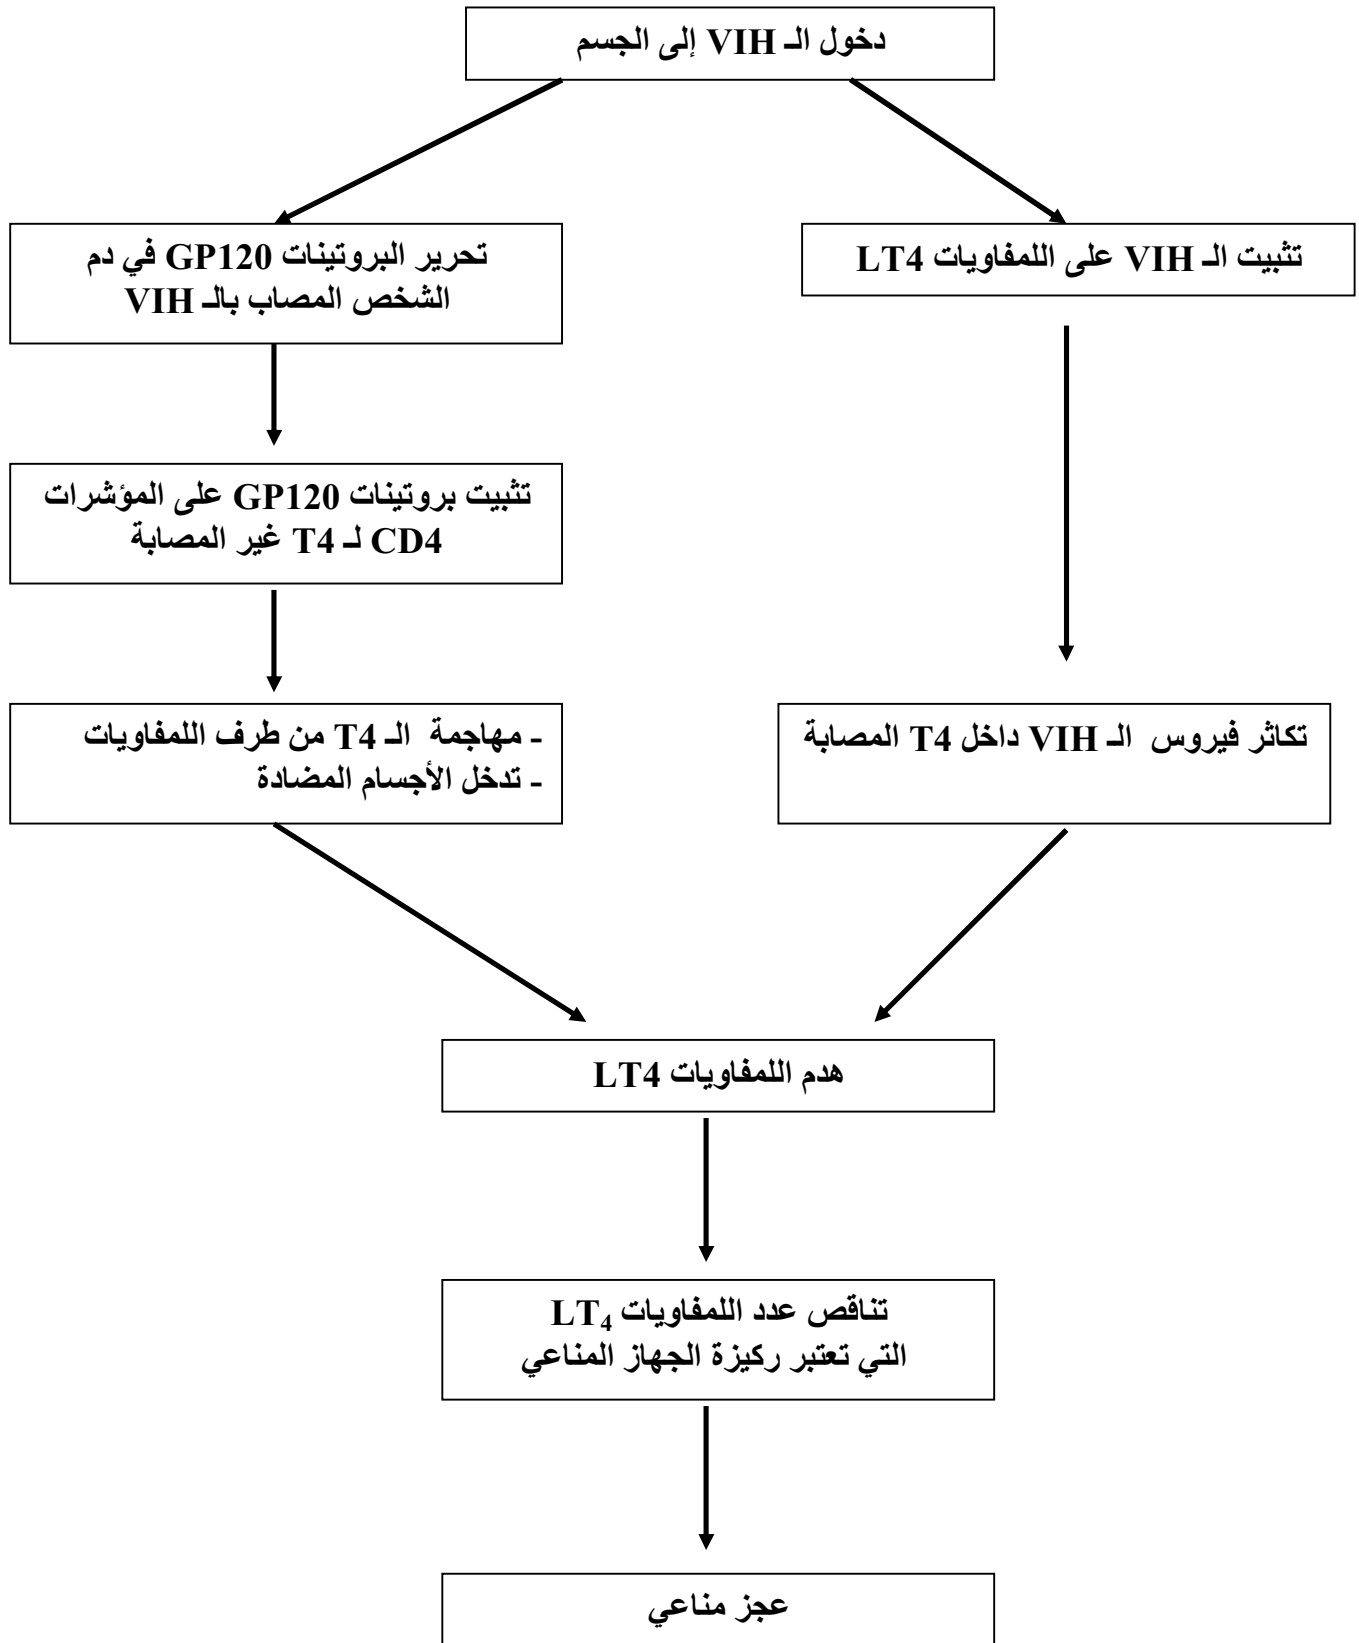 دخول الـ VIH إلى الجسم
تثبيت الـ VIH على اللمفاويات LT4
تحرير البروتينات GP120 في دم
الشخص المصاب بالـ VIH
تثبيت بروتينات GP120 على المؤشرات
CD4 لـ T4 غير المصابة
تكاثر فيروس الـ VIH داخل T4 المصابة
- مهاجمة الـ T4 من طرف اللمفاويات
- تدخل الأجسام المضادة
هدم اللمفاويات LT4
تناقص عدد اللمفاويات LT₄
التي تعتبر ركيزة الجهاز المناعي
عجز مناعي